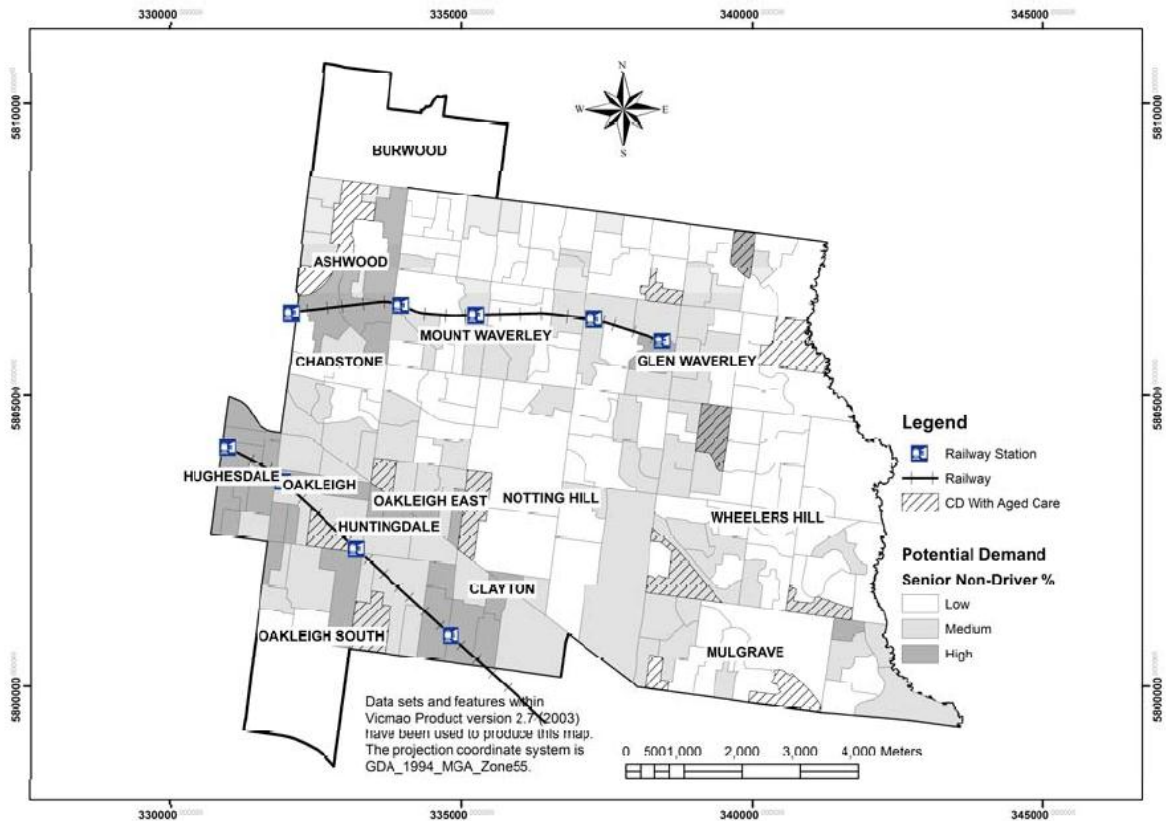 330000 335000 340000 345000
5810000 5810000
N
W E
S
BURWOOD
ASHWOOD
MOUNT WAVERLEY
CHADSTONE GLEN WAVERLEY
5805000 5805000
Legend
Railway Station
Railway
CD With Aged Care
HUGHESDALE OAKLEIGH
OAKLEIGH EAST NOTTING HILL
WHEELERS HILL
HUNTINGDALE
Potential Demand
Senior Non-Driver %
Low
Medium
High
CLAYTON
OAKLEIGH SOUTH
MULGRAVE
5800000 5800000
Data sets and features within
Vicmao Product version 2.7 (2003)
have been used to produce this map.
The projection coordinate system is
GDA_1994_MGA_Zone55.
0 500 1,000 2,000 3,000 4,000 Meters
330000 335000 340000 345000